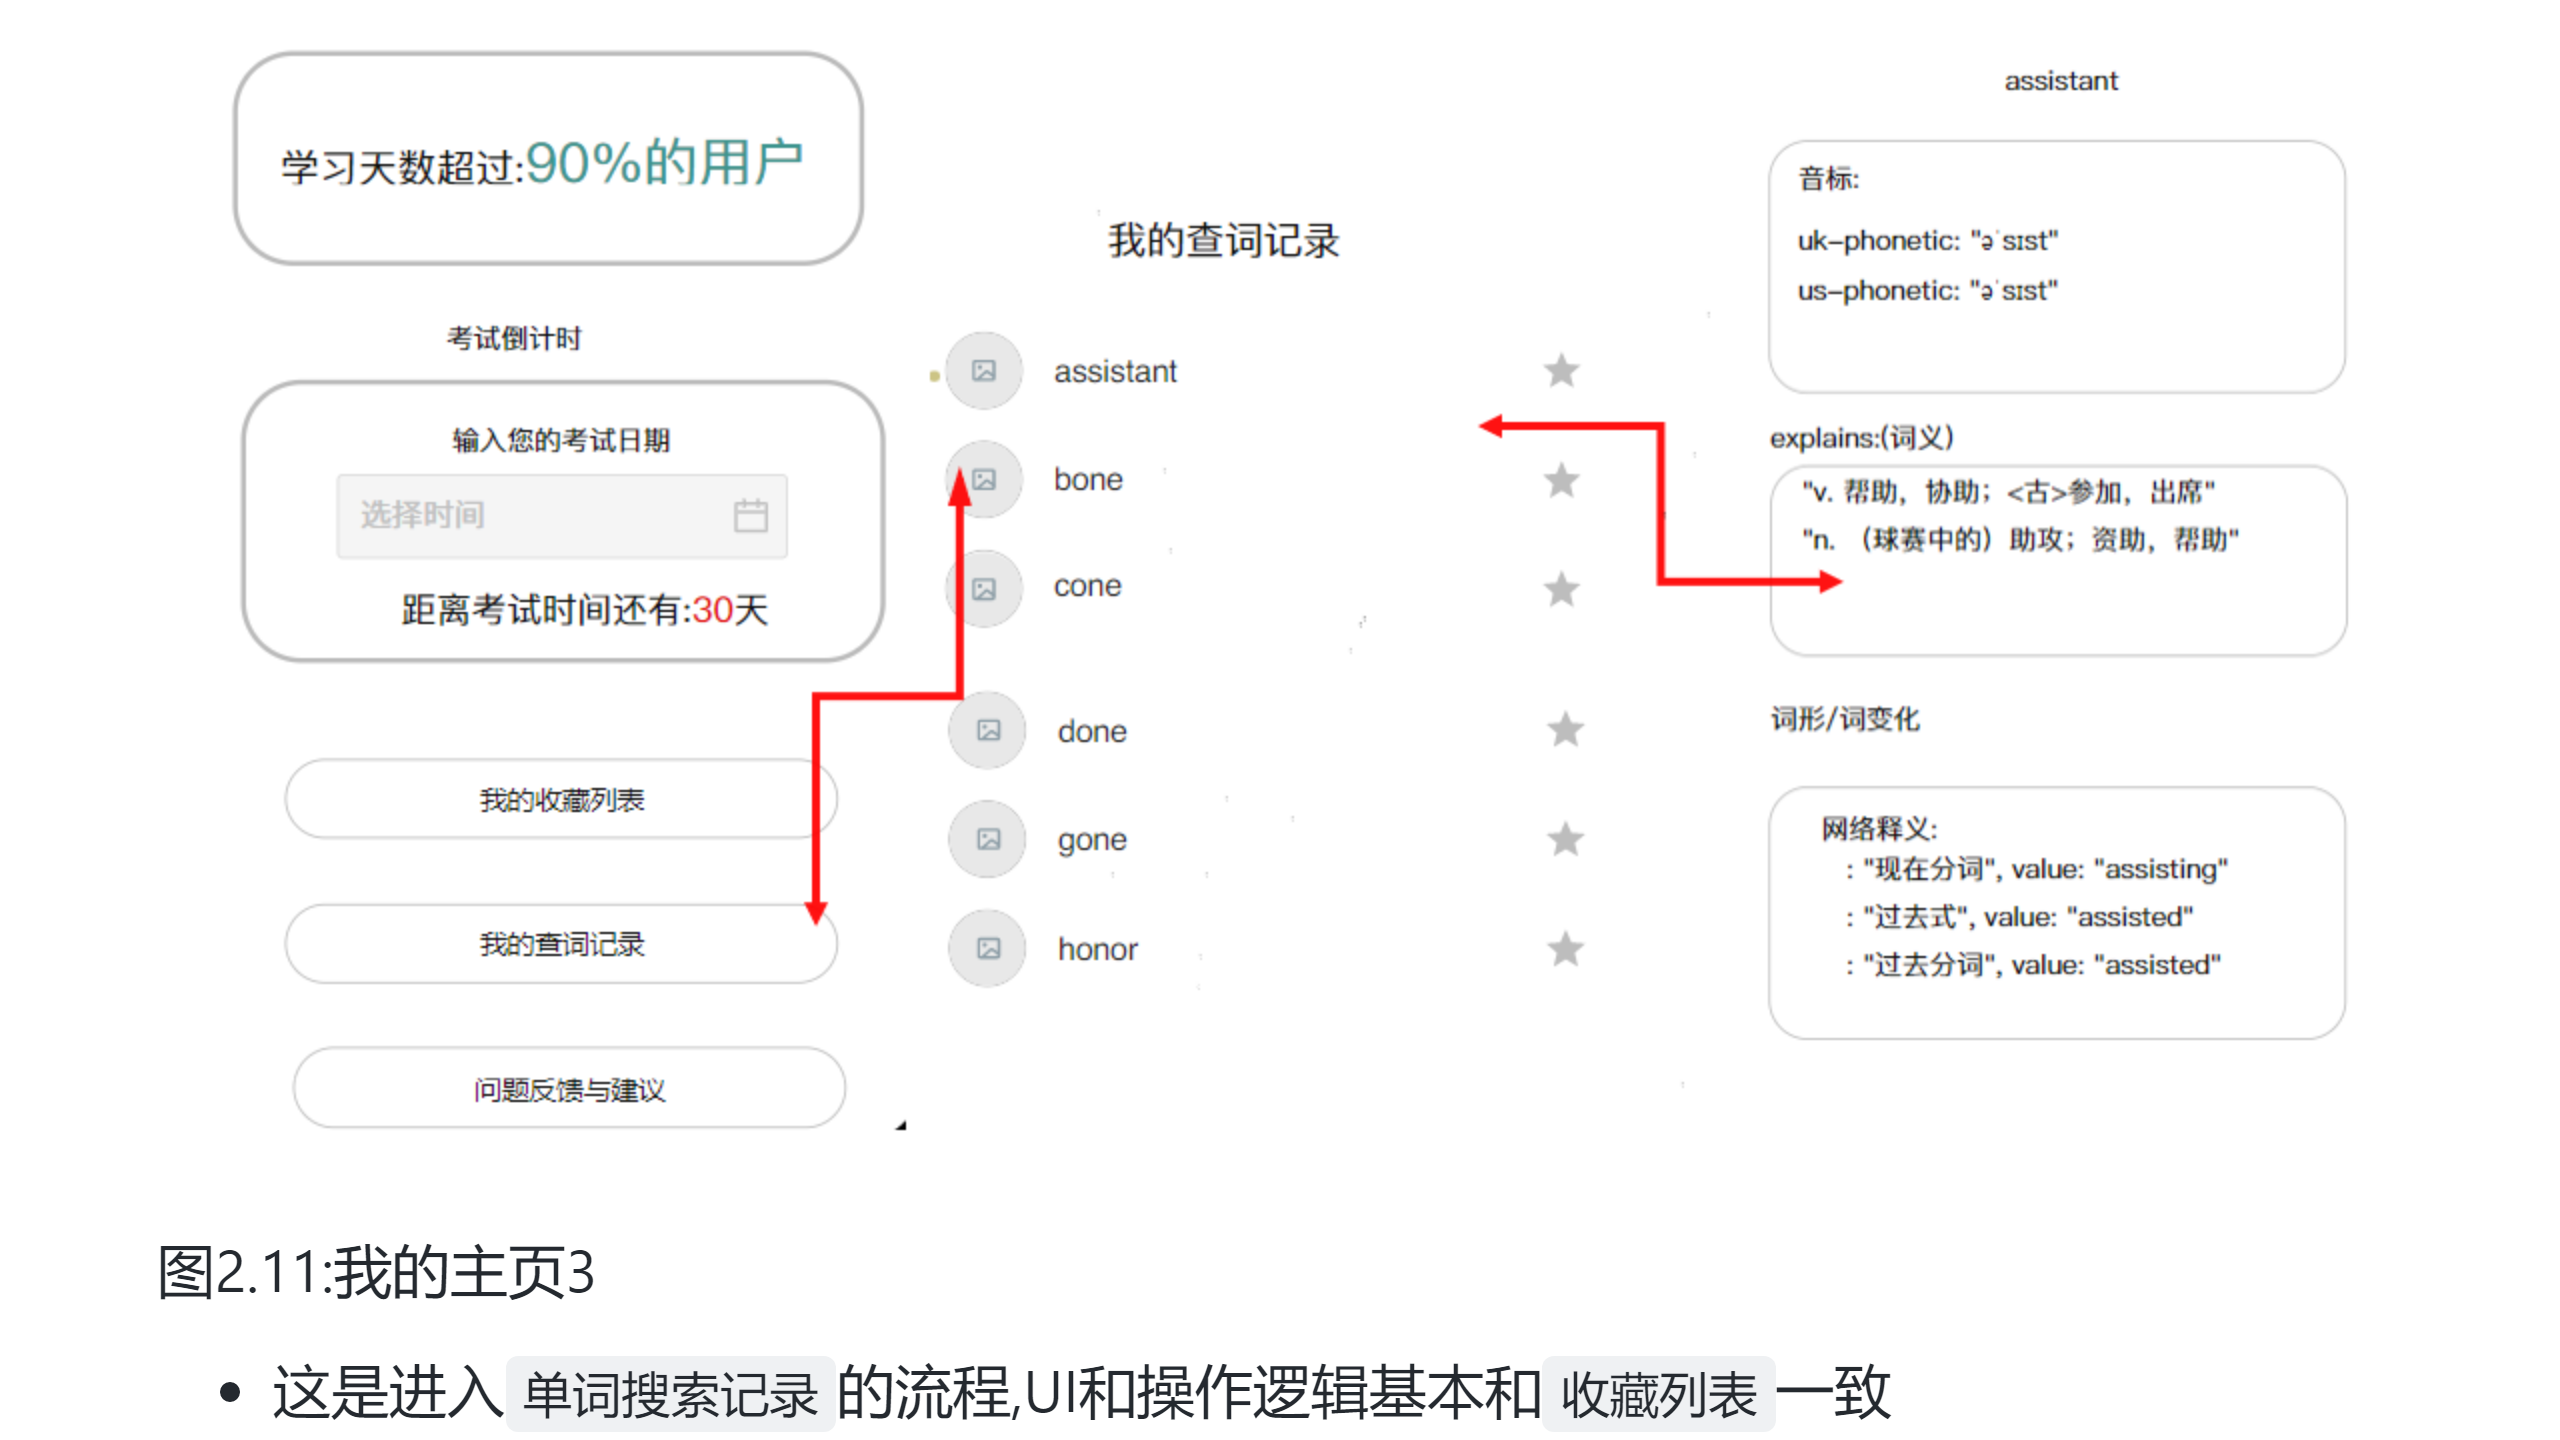 学习天数超过:90%的用户
考试倒计时
输入您的考试日期
选择时间
距离考试时间还有:30天
我的收藏列表
我的查词记录
问题反馈与建议
我的查词记录
assistant
bone
cone
done
gone
honor
assistant
音标:
uk-phonetic: "əˈsɪst"
us-phonetic: "əˈsɪst"
explains:(词义)
"v. 帮助，协助；<古>参加，出席"
"n. （球赛中的）助攻；资助，帮助"
词形/词变化
网络释义:
: "现在分词", value: "assisting"
: "过去式", value: "assisted"
: "过去分词", value: "assisted"
图2.11:我的主页3
• 这是进入 单词搜索记录 的流程,UI和操作逻辑基本和 收藏列表 一致